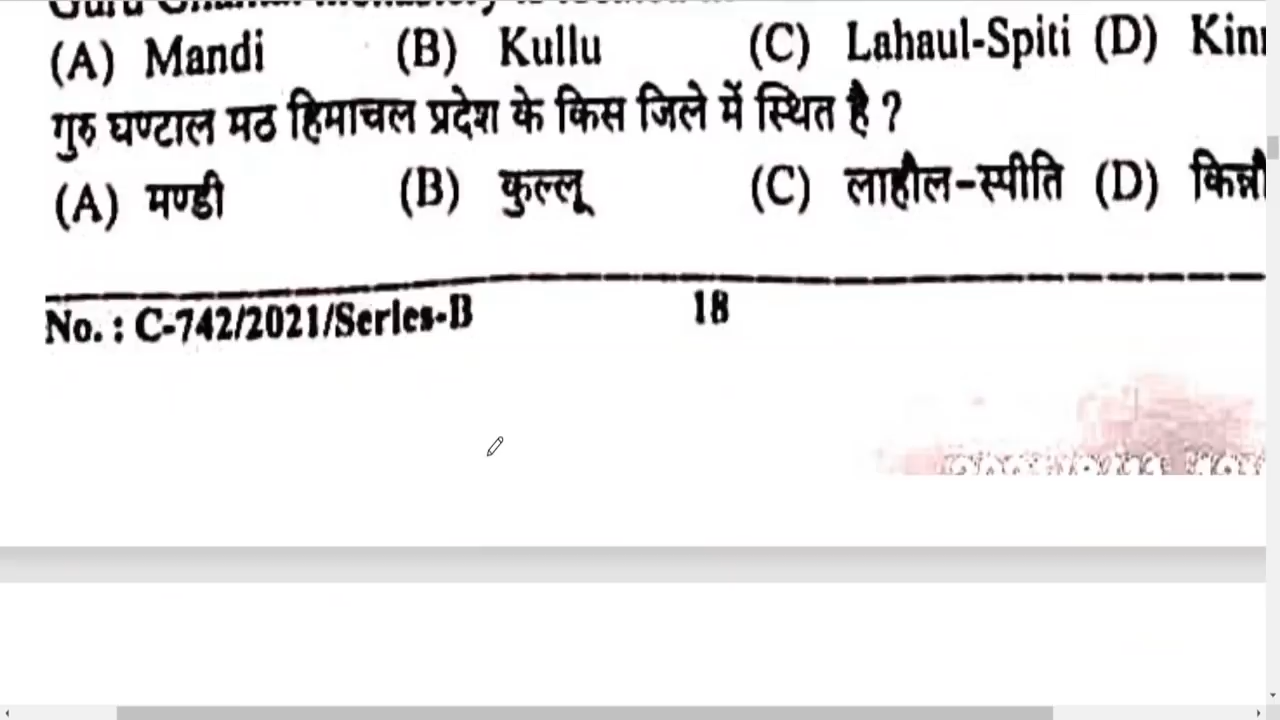 (A) Mandi (B) Kullu (C) Lahaul-Spiti (D)
गुरु घण्टाल मठ हिमाचल प्रदेश के किस जिले में स्थित है ?
(A) मण्डी (B) कुल्लू (C) लाहौल-स्पीति (D)
No. : C-742/2021/Series-B 18